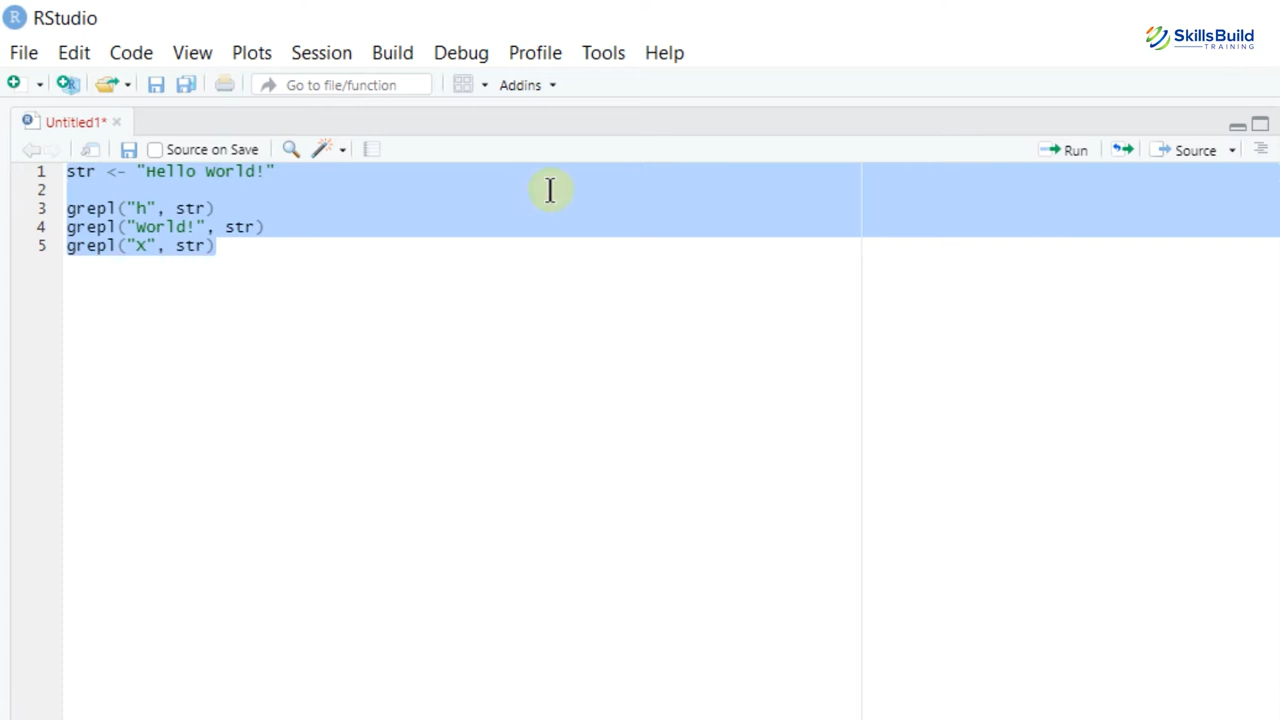 RStudio
SkillsBuild
TRAINING
File Edit Code View Plots Session Build Debug Profile Tools Help
Go to file/function Addins
Untitled1*
Source on Save Run Source
1 str <- "Hello World!"
2
3 grepl("h", str)
4 grepl("World!", str)
5 grepl("X", str)